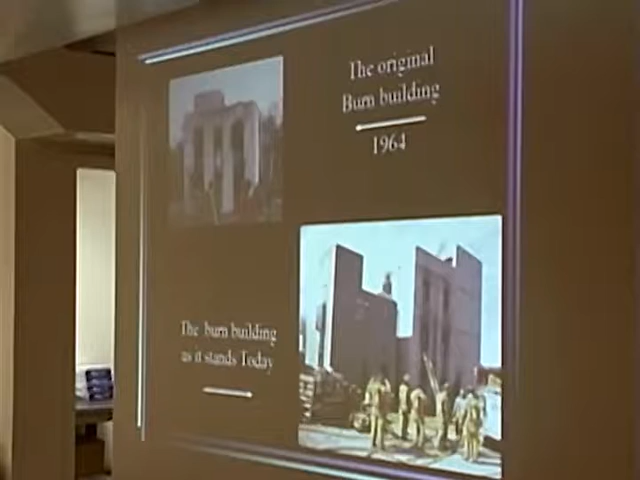 The original
Burn building
1964
The burn building
as it stands Today